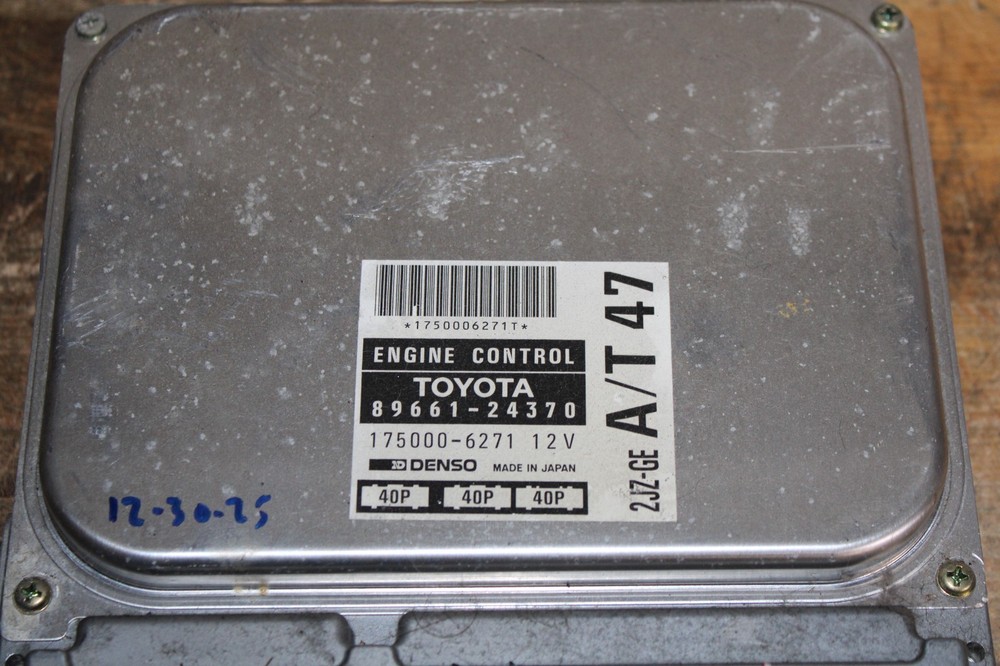 *1750006271T*
ENGINE CONTROL
TOYOTA
89661-24370
175000-6271 12V
DENSO MADE IN JAPAN
40P 40P 40P
2JZ-GE A/T 47
12-30-25